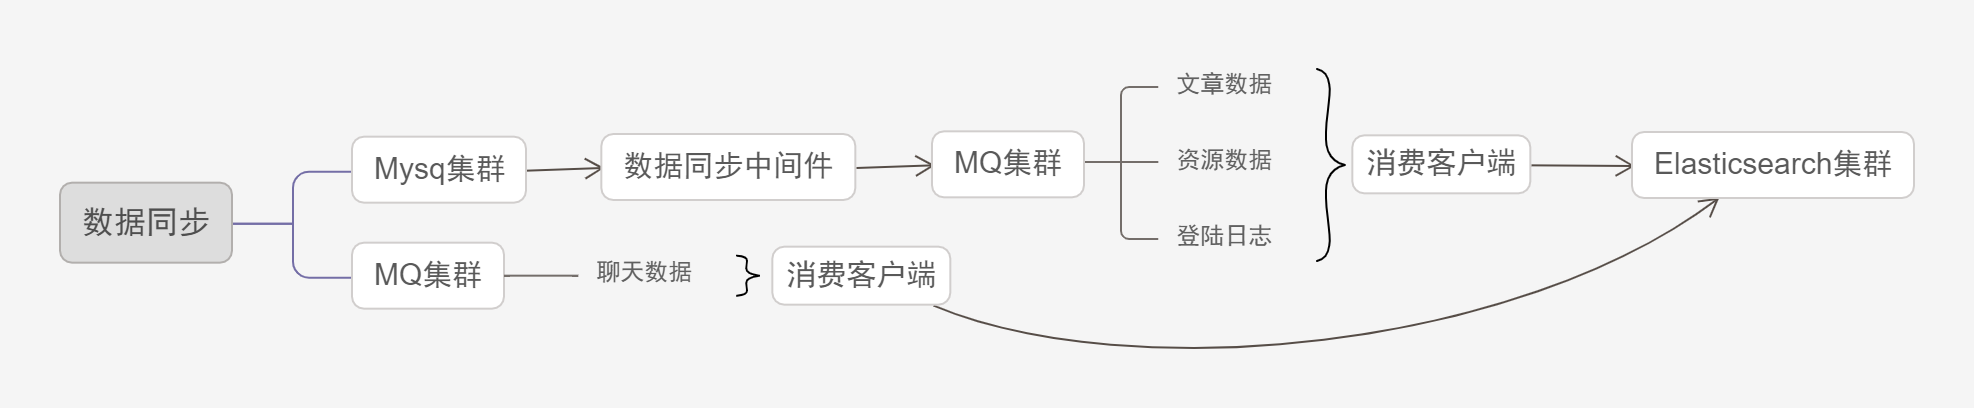 数据同步
Mysq集群
数据同步中间件
MQ集群
文章数据
资源数据
登陆日志
消费客户端
Elasticsearch集群
MQ集群
聊天数据
消费客户端